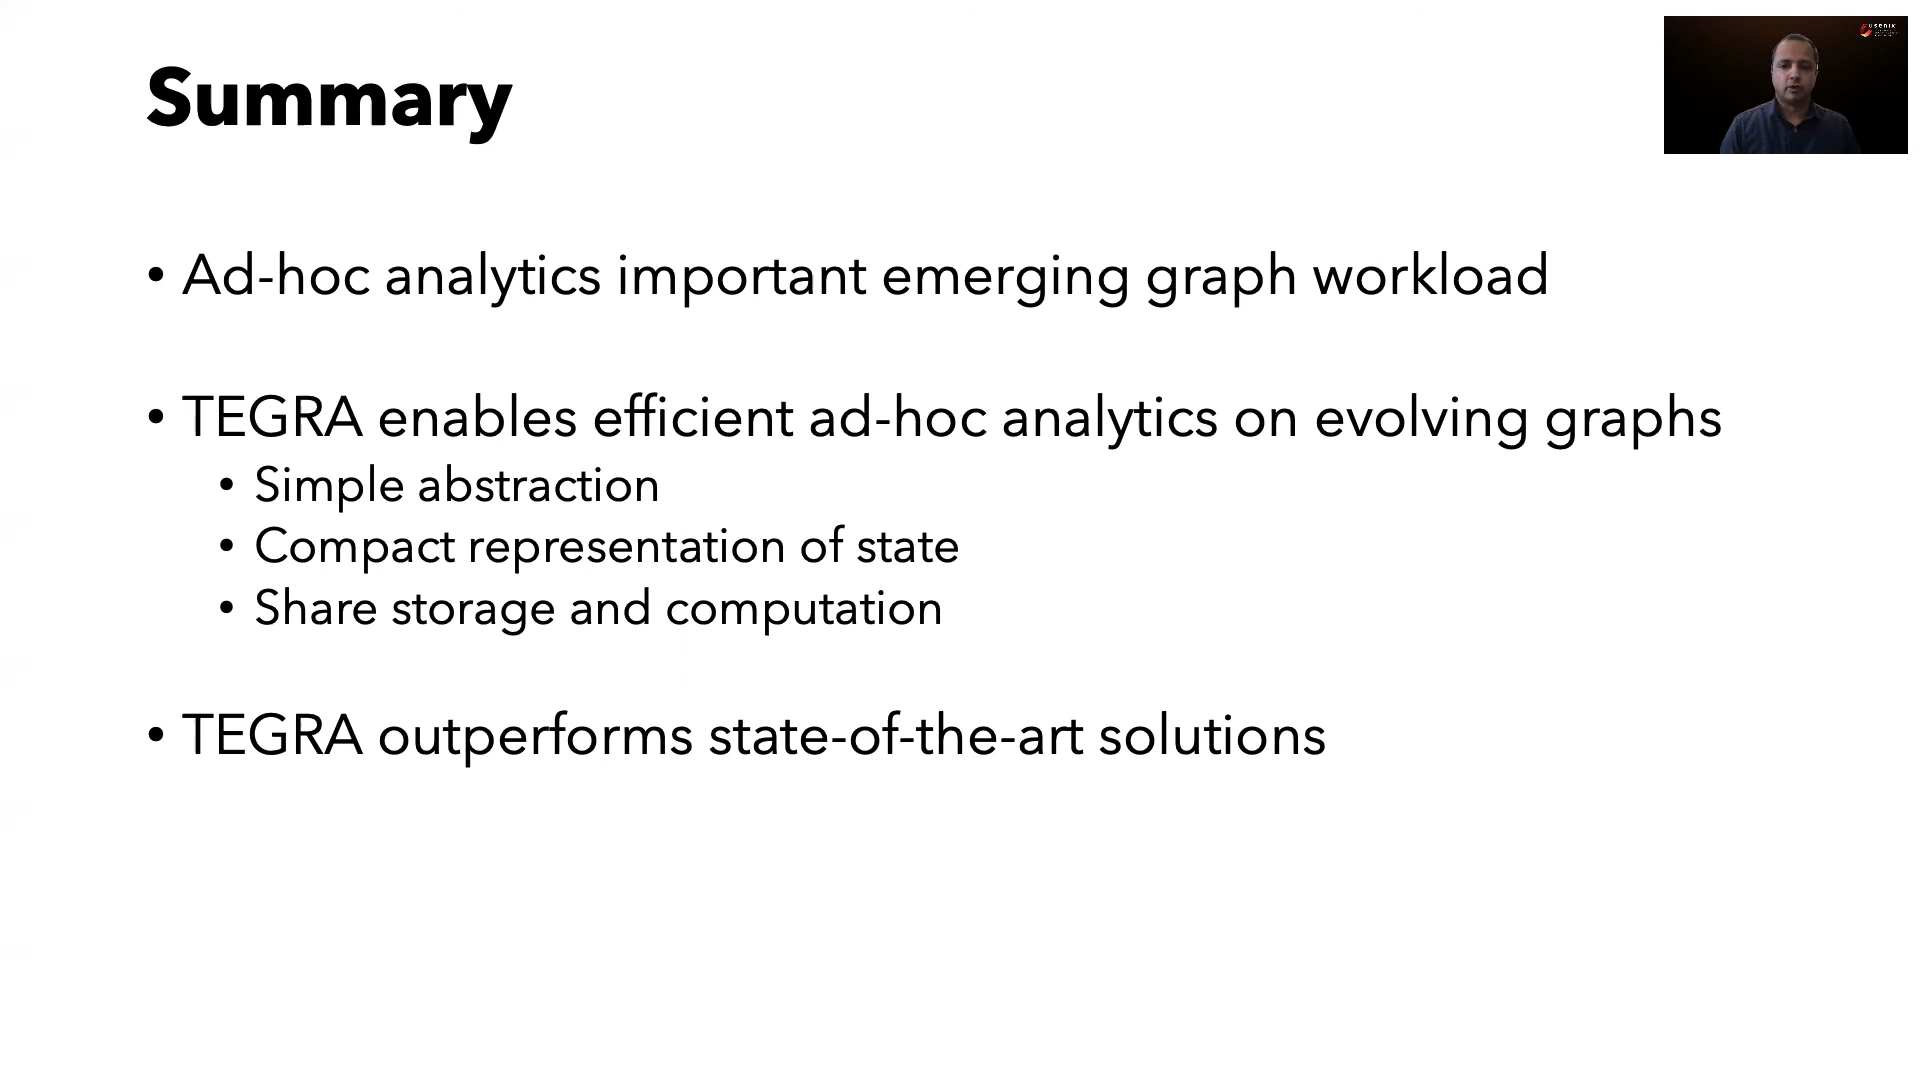 Summary
usenix
• Ad-hoc analytics important emerging graph workload
• TEGRA enables efficient ad-hoc analytics on evolving graphs
• Simple abstraction
• Compact representation of state
• Share storage and computation
• TEGRA outperforms state-of-the-art solutions